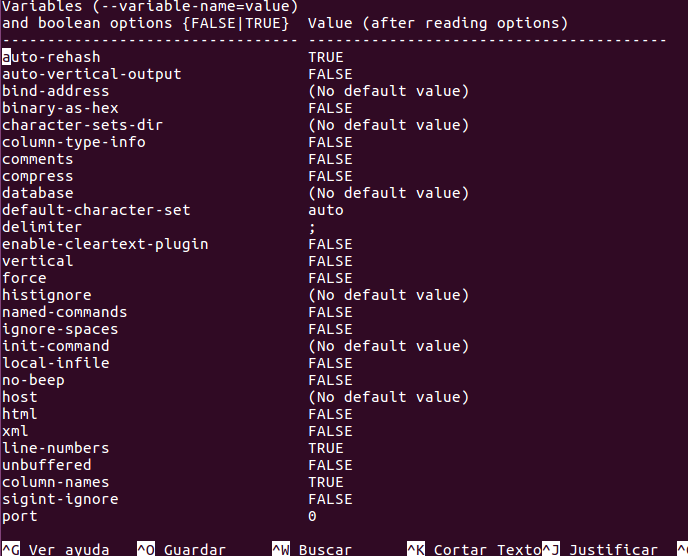 Variables (--variable-name=value)
and boolean options {FALSE|TRUE}  Value (after reading options)
--------------------------------- ----------------------------------------
auto-rehash                       TRUE
auto-vertical-output              FALSE
bind-address                      (No default value)
binary-as-hex                     FALSE
character-sets-dir                (No default value)
column-type-info                  FALSE
comments                          FALSE
compress                          FALSE
database                          (No default value)
default-character-set             auto
delimiter                         ;
enable-cleartext-plugin           FALSE
vertical                          FALSE
force                             FALSE
histignore                        (No default value)
named-commands                    FALSE
ignore-spaces                     FALSE
init-command                      (No default value)
local-infile                      FALSE
no-beep                           FALSE
host                              (No default value)
html                              FALSE
xml                               FALSE
line-numbers                      TRUE
unbuffered                        FALSE
column-names                      TRUE
sigint-ignore                     FALSE
port                              0
^G Ver ayuda   ^O Guardar     ^W Buscar      ^K Cortar Texto^J Justificar  ^